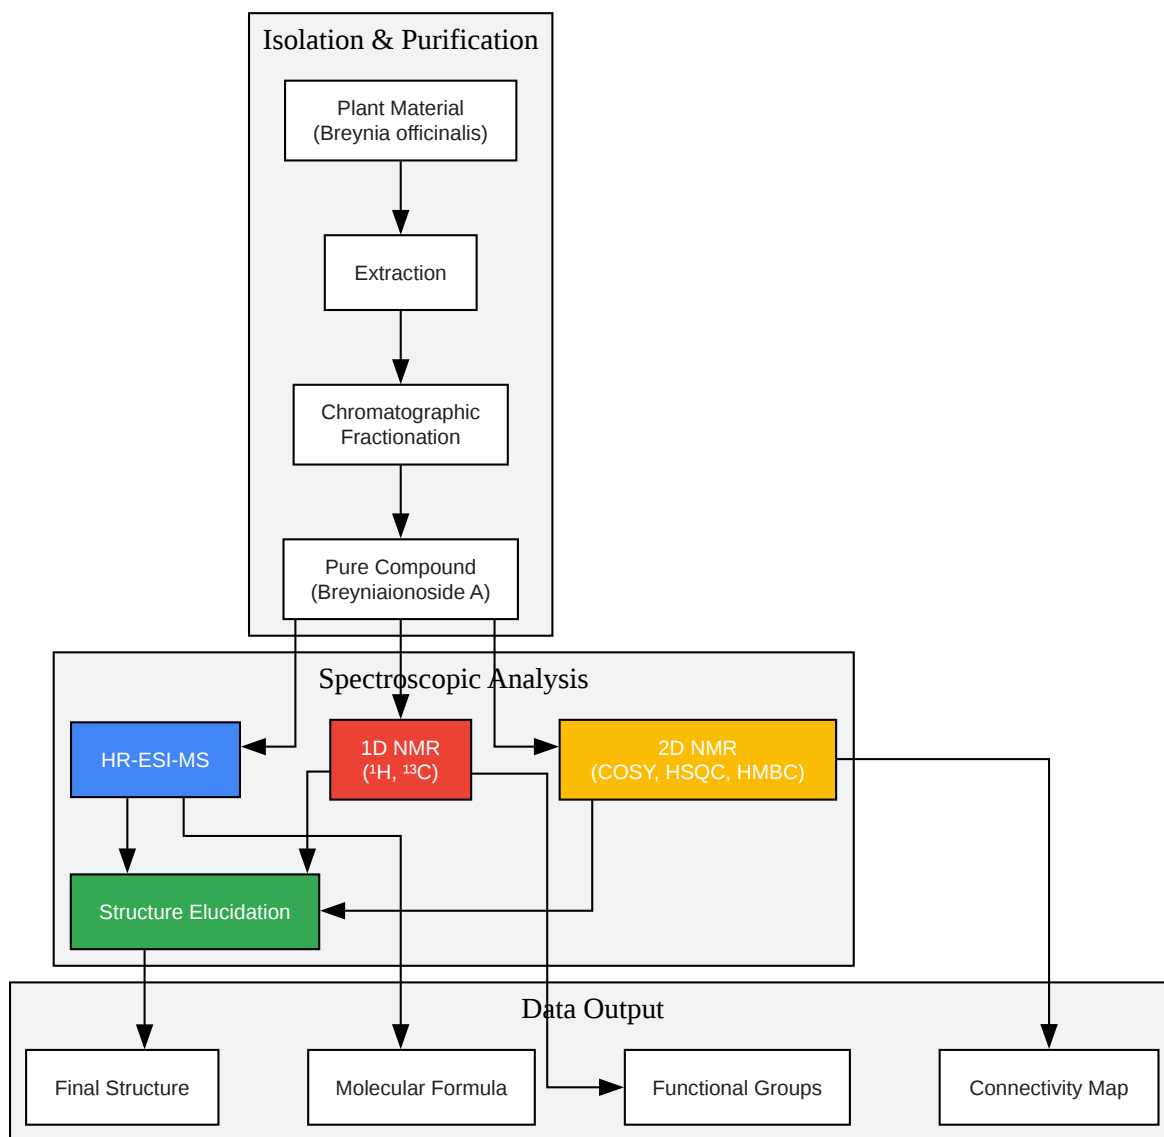 Isolation & Purification
Plant Material
(Breynia officinalis)
Extraction
Chromatographic
Fractionation
Pure Compound
(Breyniaionoside A)
Spectroscopic Analysis
HR-ESI-MS
1D NMR
(¹H, ¹³C)
2D NMR
(COSY, HSQC, HMBC)
Structure Elucidation
Data Output
Final Structure
Molecular Formula
Functional Groups
Connectivity Map